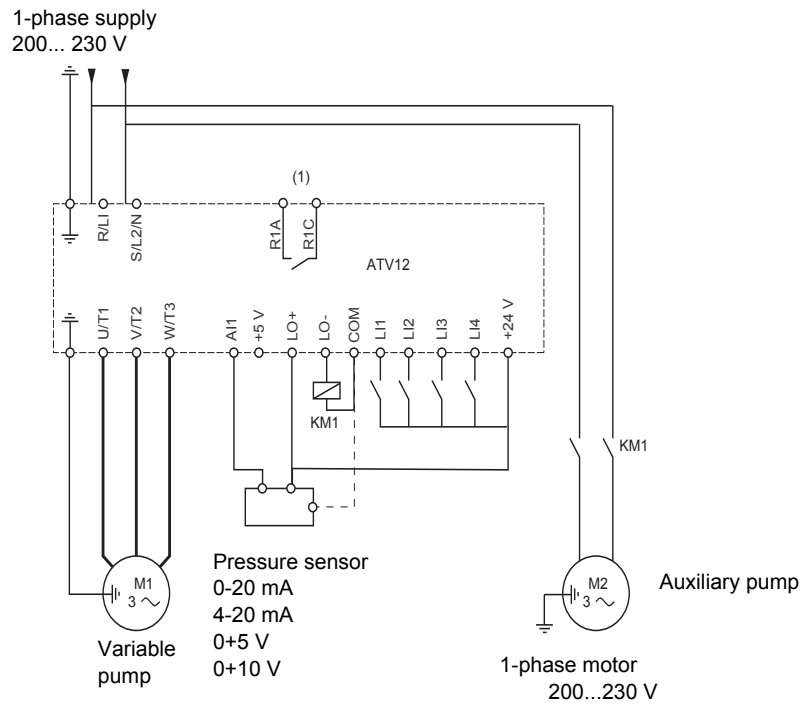 1-phase supply
200... 230 V
(1)
R/LI
S/L2/N
R1A
R1C
ATV12
U/T1
V/T2
W/T3
AI1
+5 V
LO+
LO-
COM
LI1
LI2
LI3
LI4
+24 V
KM1
KM1
M1
3
Variable
pump
Pressure sensor
0-20 mA
4-20 mA
0+5 V
0+10 V
M2
3
Auxiliary pump
1-phase motor
200...230 V